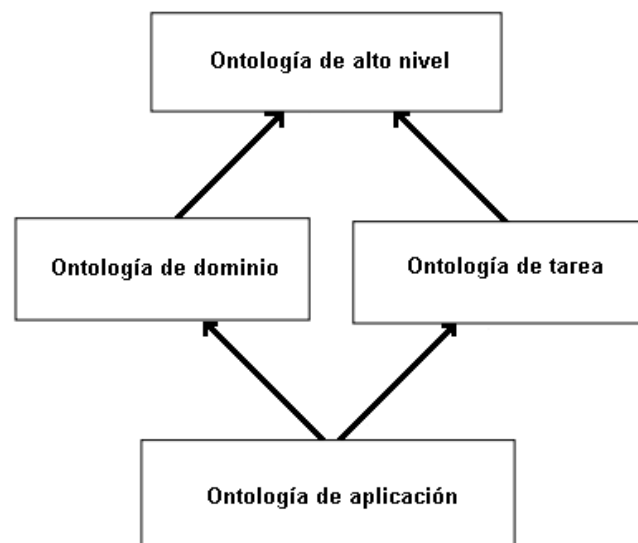 Ontología de alto nivel
Ontología de dominio
Ontología de tarea
Ontología de aplicación